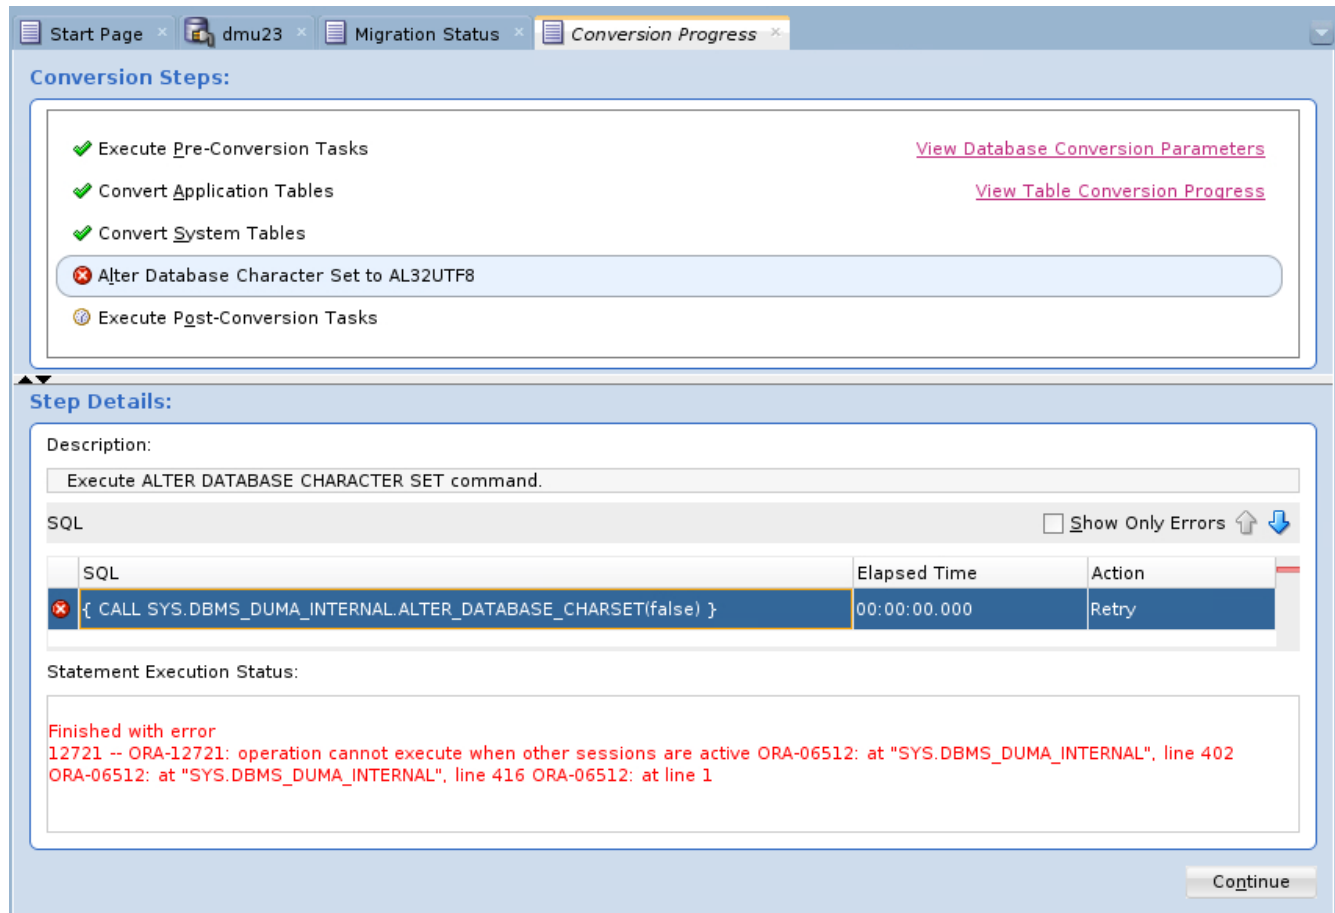 Start Page dmu23 Migration Status Conversion Progress
Conversion Steps:
Execute Pre-Conversion Tasks View Database Conversion Parameters
Convert Application Tables View Table Conversion Progress
Convert System Tables
Alter Database Character Set to AL32UTF8
Execute Post-Conversion Tasks
Step Details:
Description:
Execute ALTER DATABASE CHARACTER SET command.
SQL Show Only Errors
SQL Elapsed Time Action
{ CALL SYS.DBMS_DUMA_INTERNAL.ALTER_DATABASE_CHARSET(false) } 00:00:00.000 Retry
Statement Execution Status:
Finished with error
12721 -- ORA-12721: operation cannot execute when other sessions are active ORA-06512: at "SYS.DBMS_DUMA_INTERNAL", line 402
ORA-06512: at "SYS.DBMS_DUMA_INTERNAL", line 416 ORA-06512: at line 1
Continue